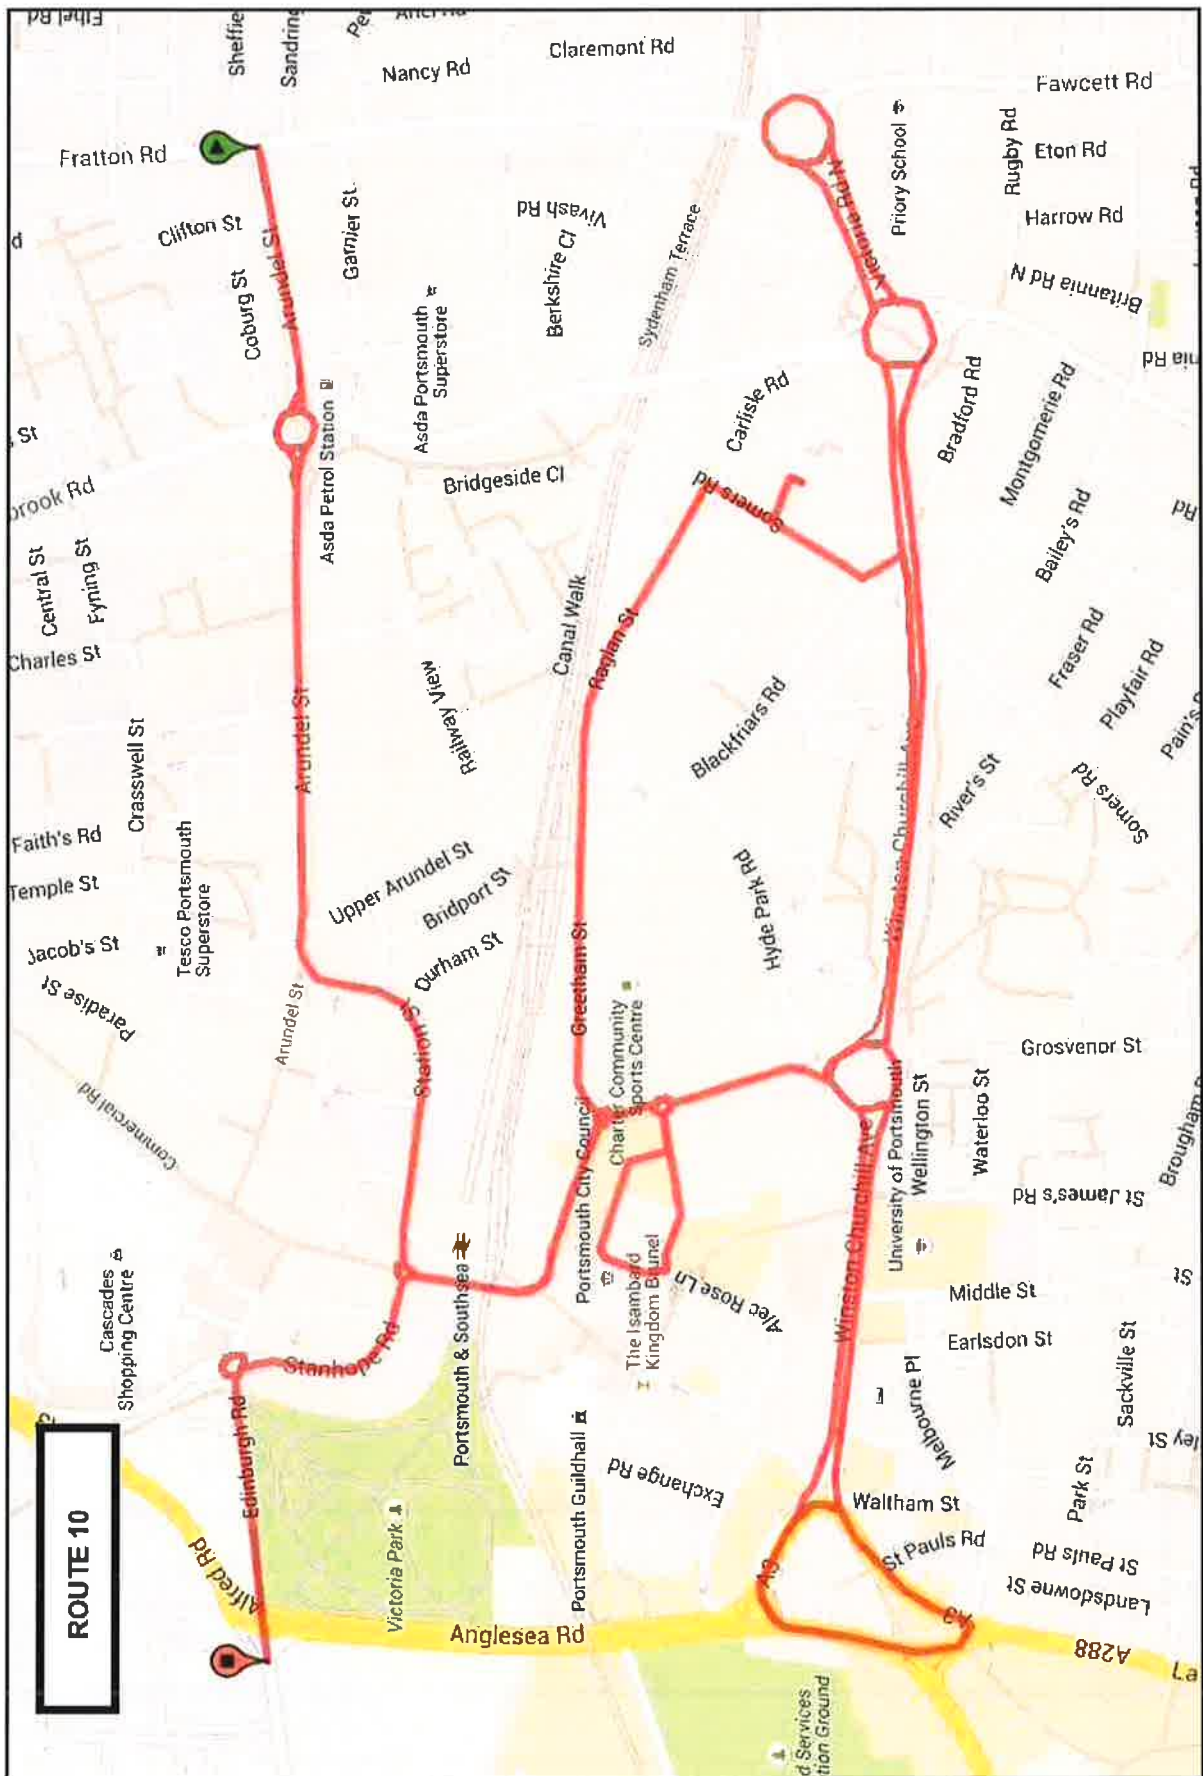 ROUTE 10
Alfred Rd
Edinburgh Rd
Cascades
Shopping Centre
Commercial Rd
Paradise St
Jacob's St
Temple St
Faith's Rd
Crasswell St
Charles St
Central St
Fyning St
Tesco Portsmouth
Superstore
Arundel St
Arundel St
Arundel St
Coburg St
Clifton St
Fratton Rd
Ethel Rd
Nancy Rd
Claremont Rd
Garnier St
Asda Petrol Station
Asda Portsmouth
Superstore
Vivash Rd
Berkshire Cl
Bridgeside Cl
Sydenham Terrace
Canal Walk
Railway View
Upper Arundel St
Bridport St
Durham St
Station St
Stanhope Rd
Portsmouth & Southsea
Victoria Park
Anglesea Rd
Portsmouth Guildhall
Exchange Rd
Portsmouth City Council
The Isambard
Kingdom Brunel
Charter Community
Sports Centre
Greetham St
Raglan St
Somers Rd
Carlisle Rd
Blackfriars Rd
Hyde Park Rd
Alec Rose Ln
Winston Churchill Ave
Winston Churchill Ave
Victoria Rd N
Priory School
Fawcett Rd
Rugby Rd
Eton Rd
Harrow Rd
Britannia Rd N
Bradford Rd
Montgomerie Rd
Bailey's Rd
Fraser Rd
Playfair Rd
River's St
Somers Rd
Grosvenor St
University of Portsmouth
Wellington St
Waterloo St
St James's Rd
Middle St
Earlsdon St
Melbourne Pl
Sackville St
Waltham St
Park St
St Pauls Rd
St Pauls Rd
Landsdowne St
A3
A3
A288